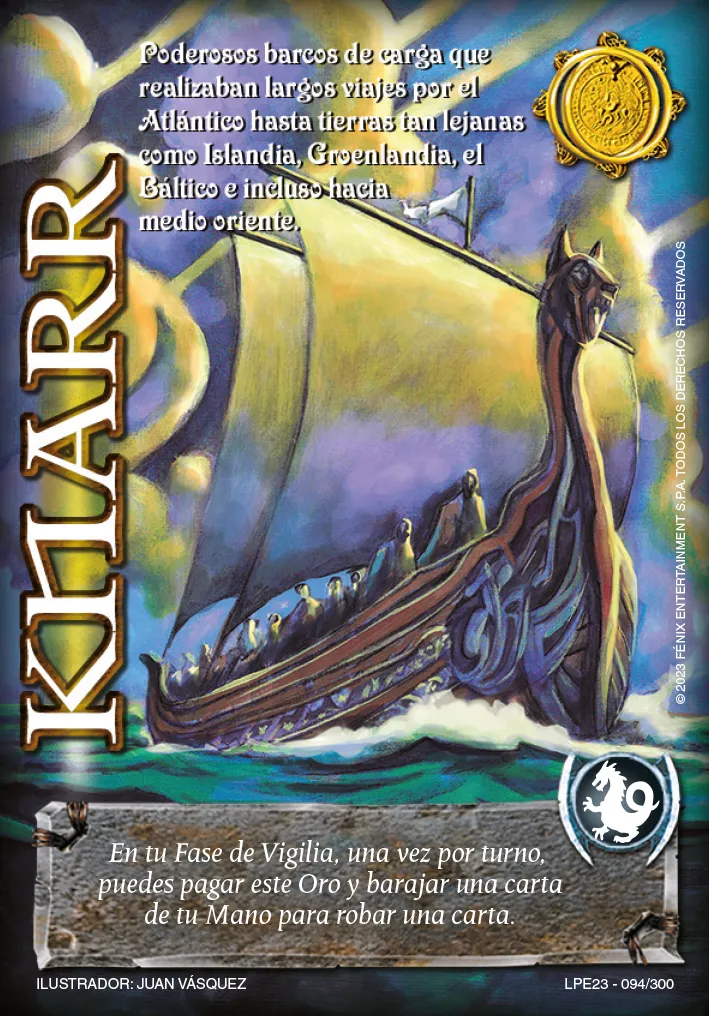 Poderosos barcos de carga que
realizaban largos viajes por el
Atlántico hasta tierras tan lejanas
como Islandia, Groenlandia, el
Báltico e incluso hacia
medio oriente.
KHARR
© 2023 FÉNIX ENTERTAINMENT S.P.A. TODOS LOS DERECHOS RESERVADOS
En tu Fase de Vigilia, una vez por turno,
puedes pagar este Oro y barajar una carta
de tu Mano para robar una carta.
ILUSTRADOR: JUAN VÁSQUEZ
LPE23 - 094/300